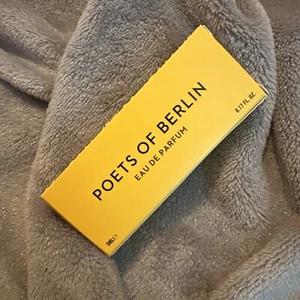 POETS OF BERLIN
EAU DE PARFUM
5ML℮
0.17 FL. OZ.